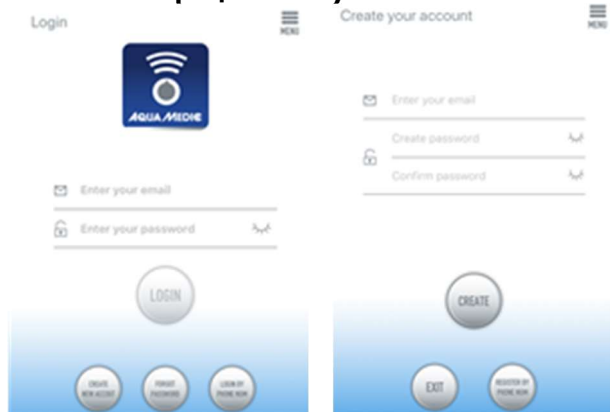 Login
MENU
AQUA MEDIC
Enter your email
Enter your password
LOGIN
CREATE
NEW ACCOUT
FORGOT
PASSWORD
LOGIN BY
PHONE NUM
Create your account
MENU
Enter your email
Create password
Confirm password
CREATE
EXIT
REGISTER BY
PHONE NUM